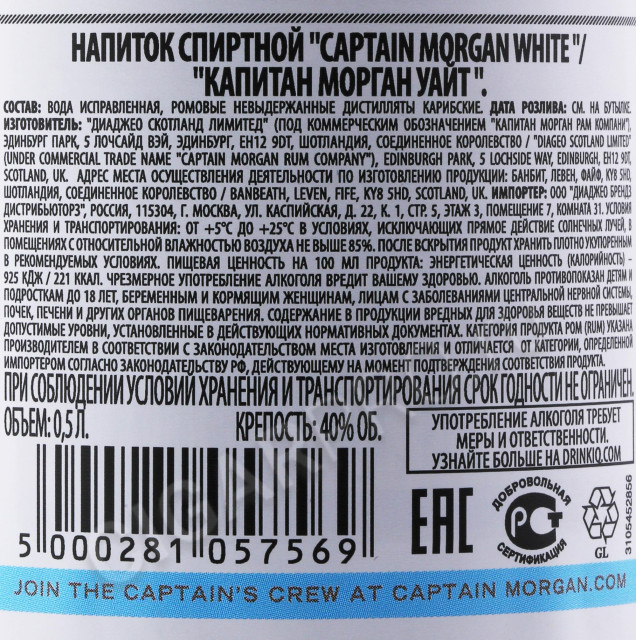 НАПИТОК СПИРТНОЙ "CAPTAIN MORGAN WHITE"/
"КАПИТАН МОРГАН УАЙТ".
СОСТАВ: ВОДА ИСПРАВЛЕННАЯ, РОМОВЫЕ НЕВЫДЕРЖАННЫЕ ДИСТИЛЛЯТЫ КАРИБСКИЕ. ДАТА РОЗЛИВА: СМ. НА БУТЫЛКЕ.
ИЗГОТОВИТЕЛЬ: "ДИАДЖЕО СКОТЛАНД ЛИМИТЕД" (ПОД КОММЕРЧЕСКИМ ОБОЗНАЧЕНИЕМ "КАПИТАН МОРГАН РАМ КОМПАНИ"),
ЭДИНБУРГ ПАРК, 5 ЛОЧСАЙД ВЭЙ, ЭДИНБУРГ, EH12 9DT, ШОТЛАНДИЯ, СОЕДИНЕННОЕ КОРОЛЕВСТВО / "DIAGEO SCOTLAND LIMITED"
(UNDER COMMERCIAL TRADE NAME "CAPTAIN MORGAN RUM COMPANY"), EDINBURGH PARK, 5 LOCHSIDE WAY, EDINBURGH, EH12 9DT,
SCOTLAND, UK. АДРЕС МЕСТА ОСУЩЕСТВЛЕНИЯ ДЕЯТЕЛЬНОСТИ ПО ИЗГОТОВЛЕНИЮ ПРОДУКЦИИ: БАНБИТ, ЛЕВЕН, ФАЙФ, KY8 5HD,
ШОТЛАНДИЯ, СОЕДИНЕННОЕ КОРОЛЕВСТВО / BANBEATH, LEVEN, FIFE, KY8 5HD, SCOTLAND, UK. ИМПОРТЕР: ООО "ДИАДЖЕО БРЕНДЗ
ДИСТРИБЬЮТОРЗ", РОССИЯ, 115304, Г. МОСКВА, УЛ. КАСПИЙСКАЯ, Д. 22, К. 1, СТР. 5, ЭТАЖ 3, ПОМЕЩЕНИЕ 7, КОМНАТА 31. УСЛОВИЯ
ХРАНЕНИЯ И ТРАНСПОРТИРОВАНИЯ: ОТ +5°С ДО +25°С В УСЛОВИЯХ, ИСКЛЮЧАЮЩИХ ПРЯМОЕ ДЕЙСТВИЕ СОЛНЕЧНЫХ ЛУЧЕЙ, В
ПОМЕЩЕНИЯХ С ОТНОСИТЕЛЬНОЙ ВЛАЖНОСТЬЮ ВОЗДУХА НЕ ВЫШЕ 85%. ПОСЛЕ ВСКРЫТИЯ ПРОДУКТ ХРАНИТЬ ПЛОТНО УКУПОРЕННЫМ
В РЕКОМЕНДУЕМЫХ УСЛОВИЯХ. ПИЩЕВАЯ ЦЕННОСТЬ НА 100 МЛ ПРОДУКТА: ЭНЕРГЕТИЧЕСКАЯ ЦЕННОСТЬ (КАЛОРИЙНОСТЬ) –
925 КДЖ / 221 ККАЛ. ЧРЕЗМЕРНОЕ УПОТРЕБЛЕНИЕ АЛКОГОЛЯ ВРЕДИТ ВАШЕМУ ЗДОРОВЬЮ. АЛКОГОЛЬ ПРОТИВОПОКАЗАН ДЕТЯМ И
ПОДРОСТКАМ ДО 18 ЛЕТ, БЕРЕМЕННЫМ И КОРМЯЩИМ ЖЕНЩИНАМ, ЛИЦАМ С ЗАБОЛЕВАНИЯМИ ЦЕНТРАЛЬНОЙ НЕРВНОЙ СИСТЕМЫ,
ПОЧЕК, ПЕЧЕНИ И ДРУГИХ ОРГАНОВ ПИЩЕВАРЕНИЯ. СОДЕРЖАНИЕ В ПРОДУКЦИИ ВРЕДНЫХ ДЛЯ ЗДОРОВЬЯ ВЕЩЕСТВ НЕ ПРЕВЫШАЕТ
ДОПУСТИМЫЕ УРОВНИ, УСТАНОВЛЕННЫЕ В ДЕЙСТВУЮЩИХ НОРМАТИВНЫХ ДОКУМЕНТАХ. КАТЕГОРИЯ ПРОДУКТА РОМ (RUM) УКАЗАНА
ПРОИЗВОДИТЕЛЕМ В СООТВЕТСТВИИ С ЗАКОНОДАТЕЛЬСТВОМ МЕСТА ИЗГОТОВЛЕНИЯ И ОТЛИЧАЕТСЯ ОТ КАТЕГОРИИ, ОПРЕДЕЛЕННОЙ
ИМПОРТЕРОМ СОГЛАСНО ЗАКОНОДАТЕЛЬСТВУ РФ, ДЕЙСТВУЮЩЕМУ НА МОМЕНТ ПОДТВЕРЖДЕНИЯ СООТВЕТСТВИЯ ПРОДУКТА.
ПРИ СОБЛЮДЕНИИ УСЛОВИЙ ХРАНЕНИЯ И ТРАНСПОРТИРОВАНИЯ СРОК ГОДНОСТИ НЕ ОГРАНИЧЕН.
ОБЪЕМ: 0,5 Л. КРЕПОСТЬ: 40% ОБ.
УПОТРЕБЛЕНИЕ АЛКОГОЛЯ ТРЕБУЕТ
МЕРЫ И ОТВЕТСТВЕННОСТИ.
УЗНАЙТЕ БОЛЬШЕ НА DRINKIQ.COM
EAC
ДОБРОВОЛЬНАЯ
РСТ
СЕРТИФИКАЦИЯ
GL
3105452856
5 000281 057569
JOIN THE CAPTAIN'S CREW AT CAPTAIN MORGAN.COM